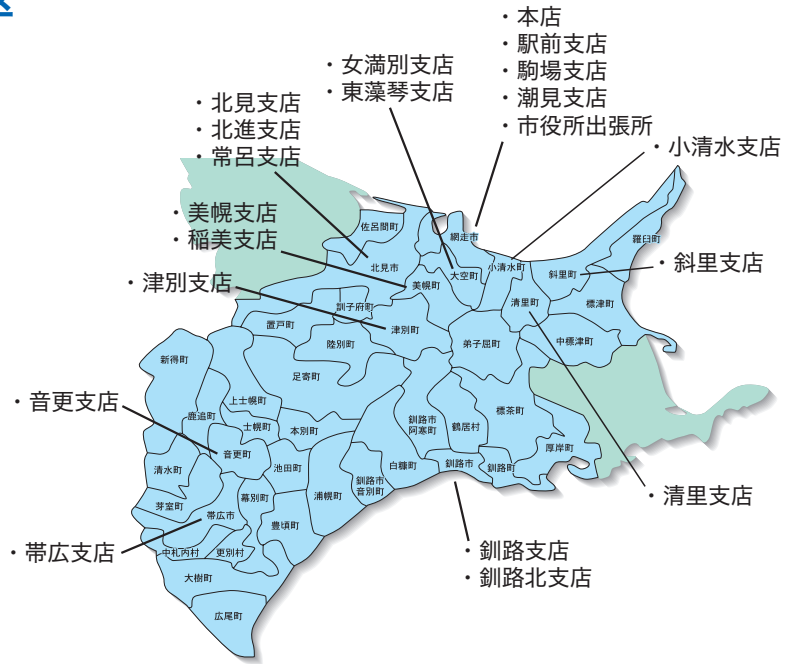 ・本店
・駅前支店
・駒場支店
・潮見支店
・市役所出張所
・女満別支店
・東藻琴支店
・北見支店
・北進支店
・常呂支店
・小清水支店
・美幌支店
・稲美支店
・斜里支店
・津別支店
・音更支店
・清里支店
・帯広支店
・釧路支店
・釧路北支店
佐呂間町
網走市
羅臼町
北見市
大空町
小清水町
斜里町
美幌町
清里町
標津町
訓子府町
置戸町
津別町
陸別町
弟子屈町
中標津町
新得町
足寄町
上士幌町
鹿追町
士幌町
本別町
釧路市
阿寒町
鶴居村
標茶町
音更町
池田町
白糠町
釧路市
釧路町
厚岸町
清水町
芽室町
幕別町
浦幌町
釧路市
音別町
帯広市
豊頃町
中札内村
更別村
大樹町
広尾町